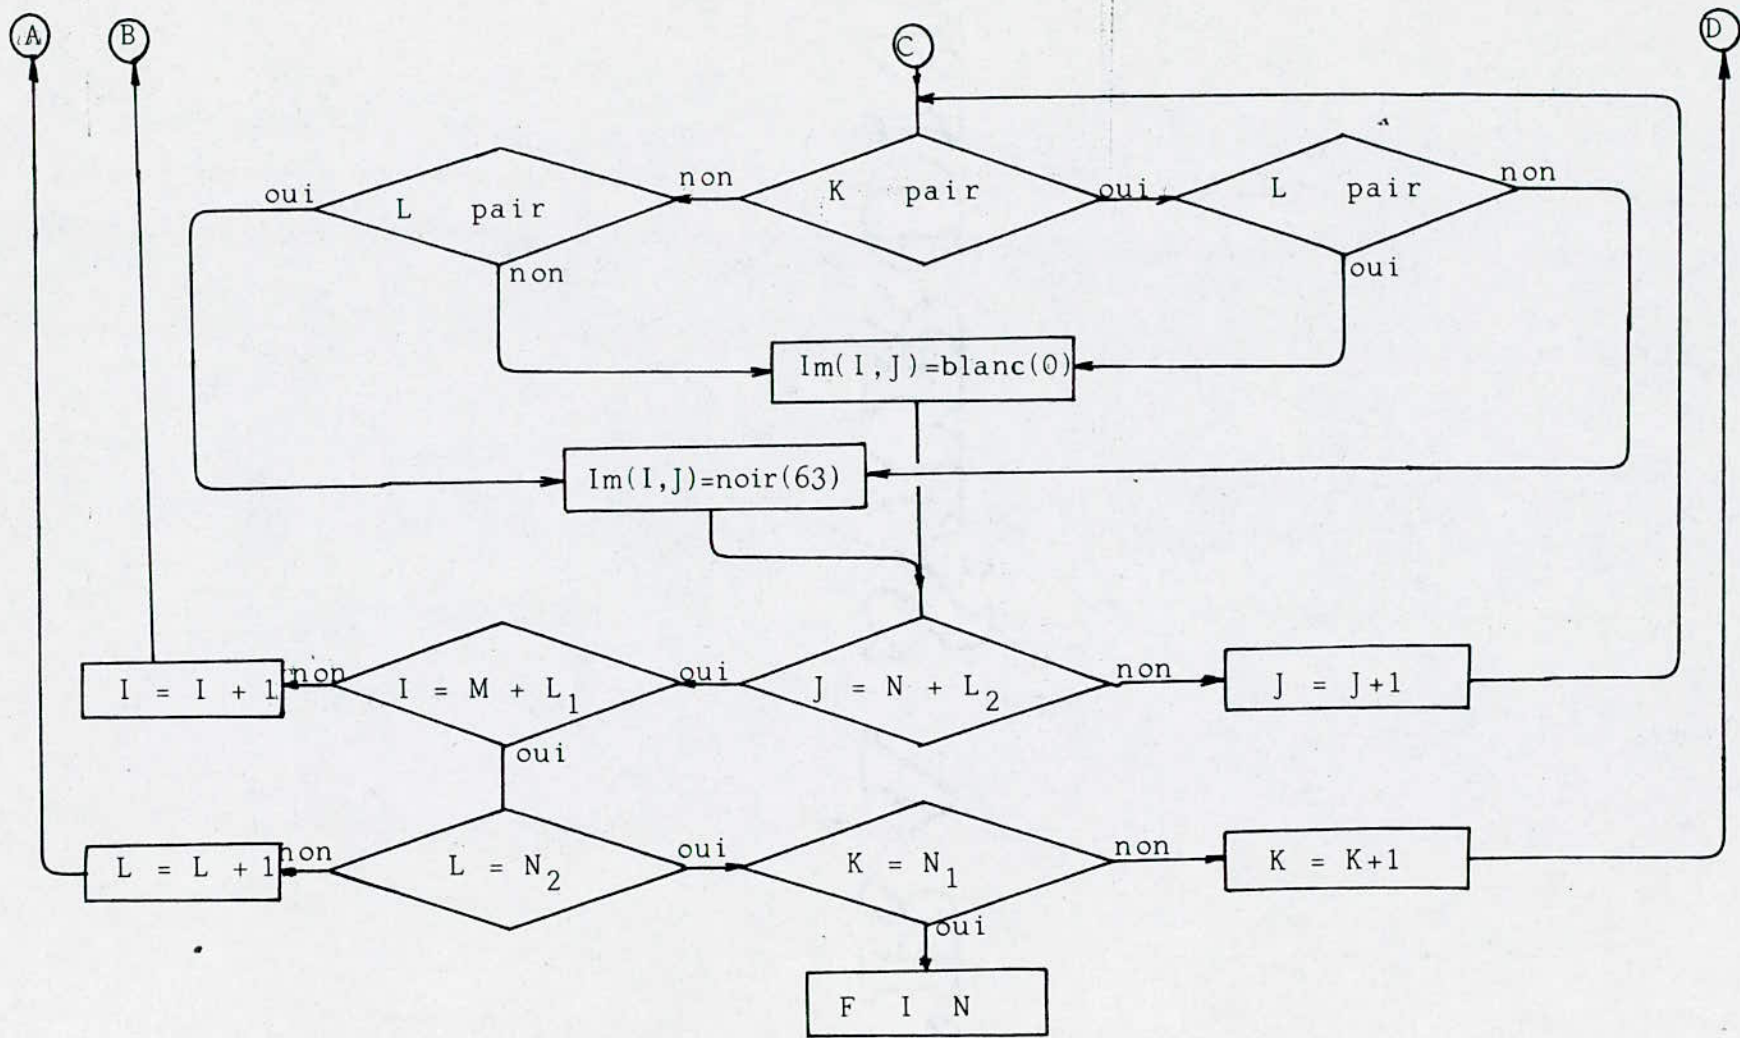 A B C D
oui L pair non K pair oui L pair non
non oui
Im(I,J)=blanc(0)
Im(I,J)=noir(63)
I = I + 1 non I = M + L₁ oui J = N + L₂ non J = J+1
oui
L = L + 1 non L = N₂ oui K = N₁ non K = K+1
oui
F I N